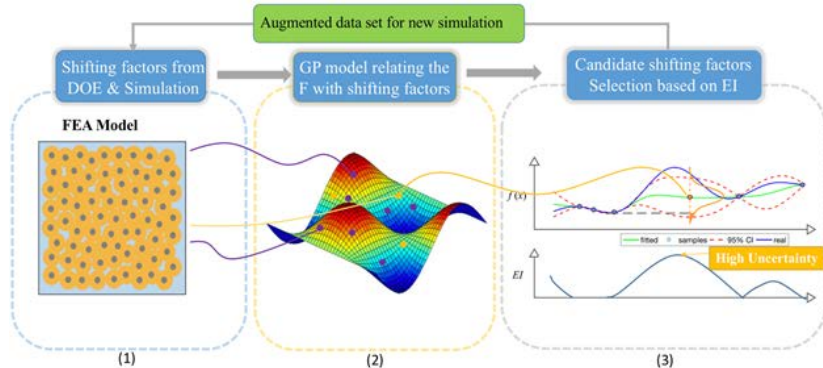 Augmented data set for new simulation
Shifting factors from
DOE & Simulation
GP model relating the
F with shifting factors
Candidate shifting factors
Selection based on EI
FEA Model
f (x)
fitted samples 95% CI real
High Uncertainty
EI
(1)
(2)
(3)